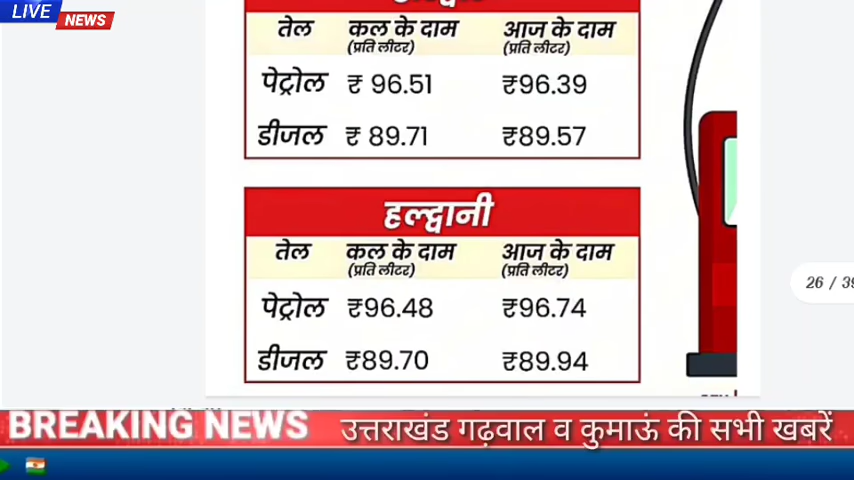 LIVE
NEWS
तेल कल के दाम आज के दाम
(प्रति लीटर) (प्रति लीटर)
पेट्रोल ₹ 96.51 ₹96.39
डीजल ₹ 89.71 ₹89.57
हल्द्वानी
तेल कल के दाम आज के दाम
(प्रति लीटर) (प्रति लीटर)
पेट्रोल ₹96.48 ₹96.74
डीजल ₹89.70 ₹89.94
26 / 39
BREAKING NEWS उत्तराखंड गढ़वाल व कुमाऊं की सभी खबरें